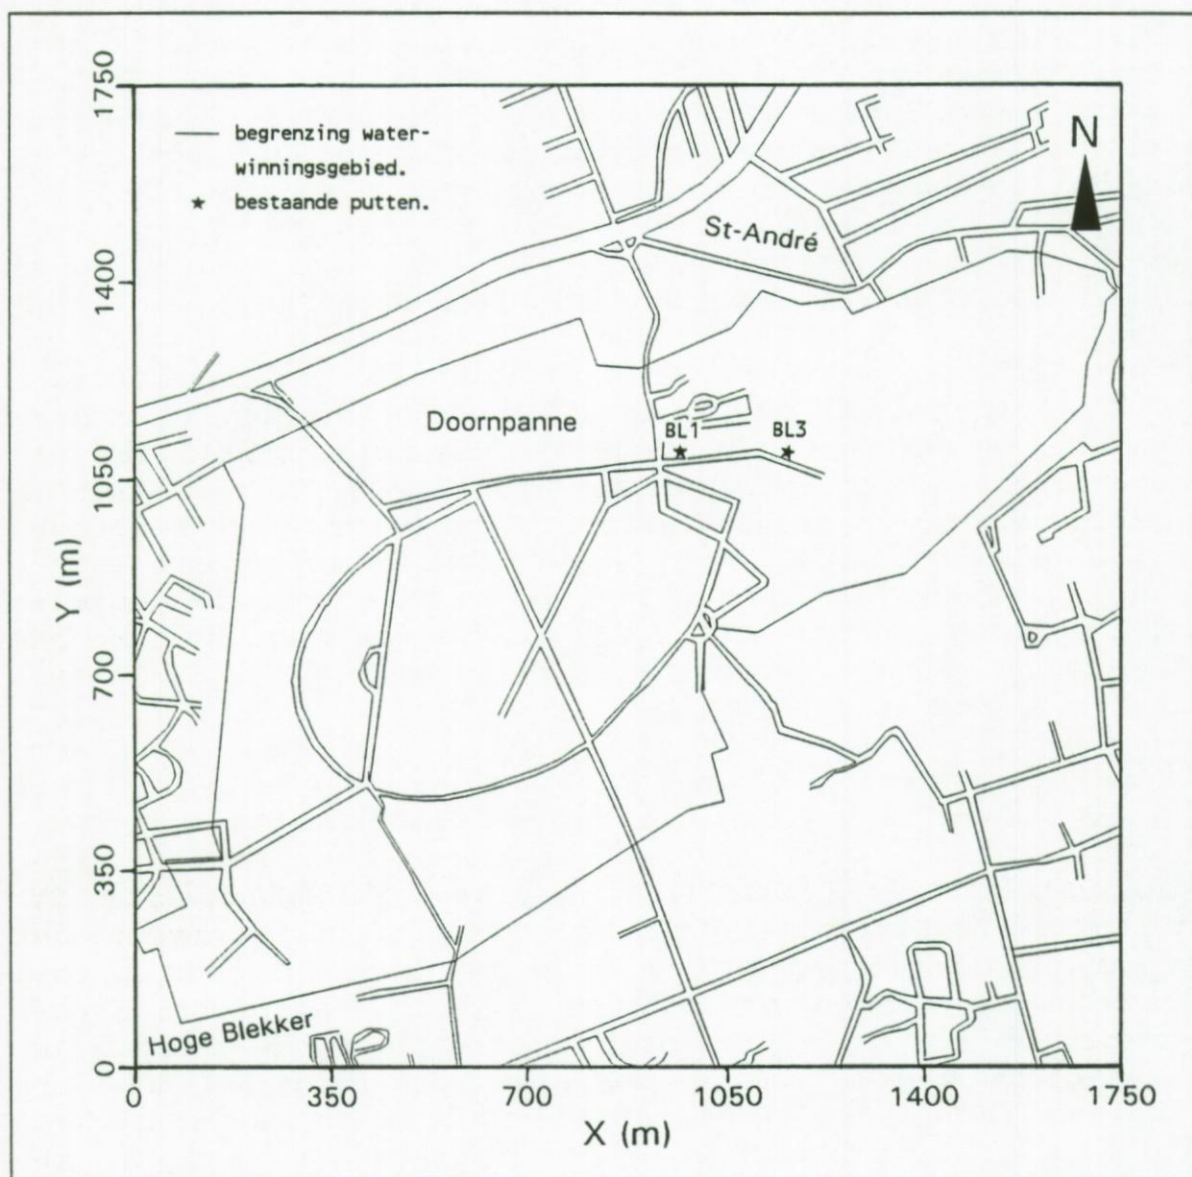 1750
1400
1050
700
350
0
Y (m)
— begrenzing water-
winningsgebied.
★ bestaande putten.
N
St-André
Doornpanne
BL1
BL3
Hoge Blekker
0
350
700
1050
1400
1750
X (m)